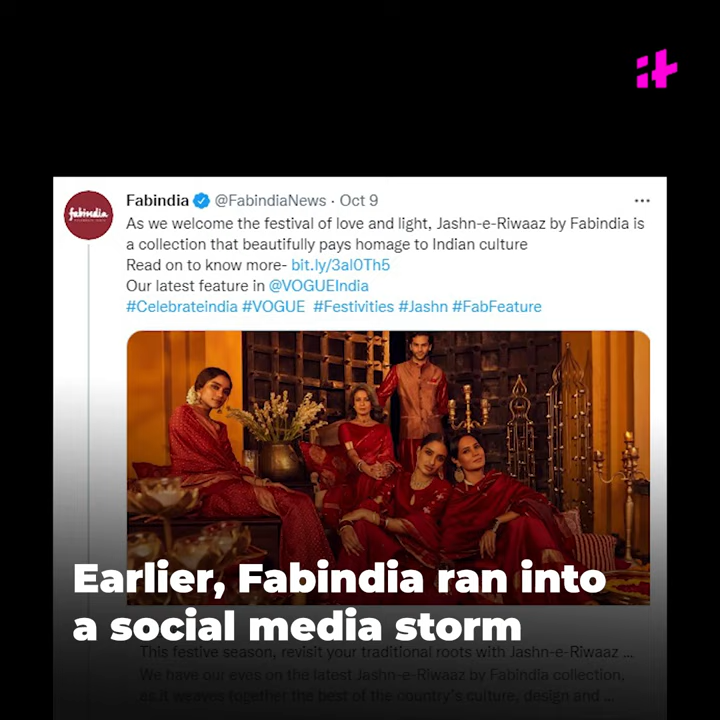 fabindia
Fabindia @FabindiaNews · Oct 9 ...
As we welcome the festival of love and light, Jashn-e-Riwaaz by Fabindia is
a collection that beautifully pays homage to Indian culture
Read on to know more- bit.ly/3al0Th5
Our latest feature in @VOGUEIndia
#Celebrateindia #VOGUE #Festivities #Jashn #FabFeature
Earlier, Fabindia ran into
a social media storm
This festive season, revisit your traditional roots with Jashn-e-Riwaaz ...
We have our eyes on the latest Jashn-e-Riwaaz by Fabindia collection,
as it weaves together the best of the country's culture, design and ...